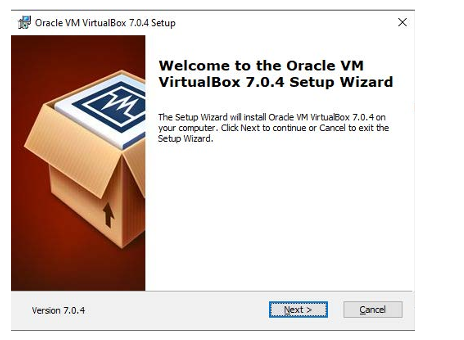 Oracle VM VirtualBox 7.0.4 Setup
Welcome to the Oracle VM
VirtualBox 7.0.4 Setup Wizard
The Setup Wizard will install Oracle VM VirtualBox 7.0.4 on
your computer. Click Next to continue or Cancel to exit the
Setup Wizard.
Version 7.0.4
Next >
Cancel